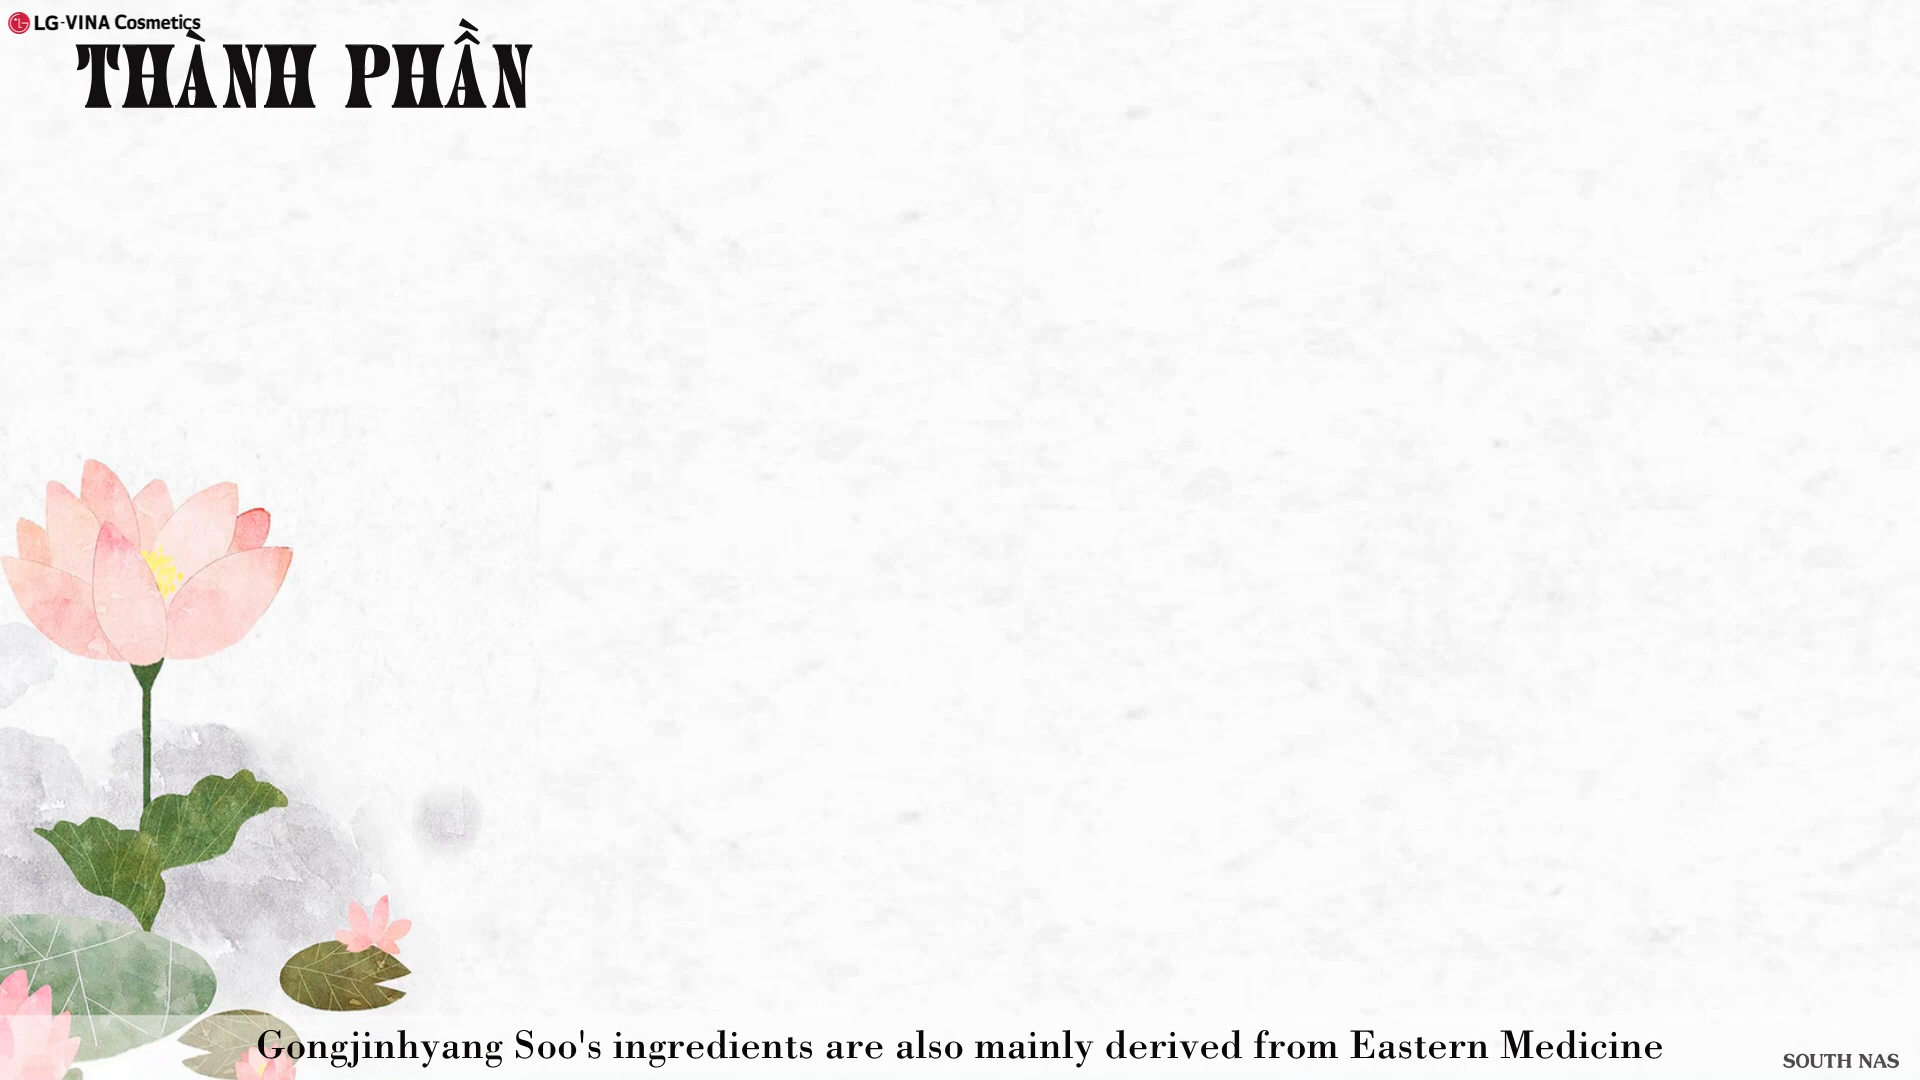 LG-VINA Cosmetics
THÀNH PHẦN
Gongjinhyang Soo's ingredients are also mainly derived from Eastern Medicine
SOUTH NAS